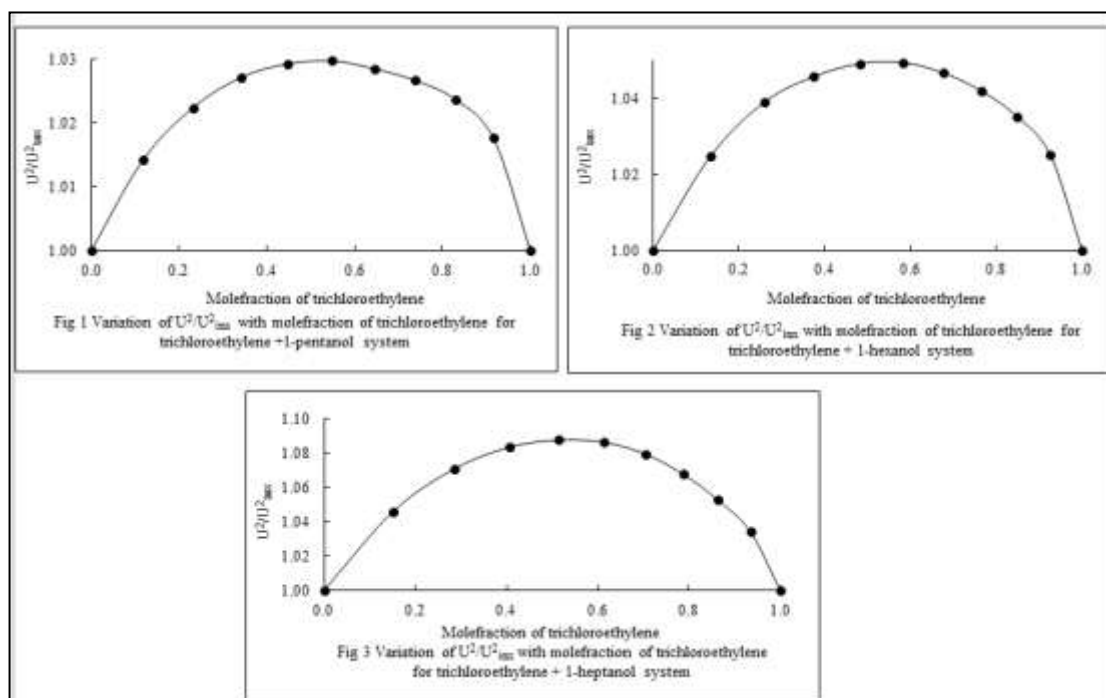 1.03
1.02
1.01
1.00
U²/U²ᵢₘₓ
0.0 0.2 0.4 0.6 0.8 1.0
Molefraction of trichloroethylene
Fig 1 Variation of U²/U²ᵢₘₓ with molefraction of trichloroethylene for
trichloroethylene +1-pentanol system
1.04
1.02
1.00
U²/U²ᵢₘₓ
0.0 0.2 0.4 0.6 0.8 1.0
Molefraction of trichloroethylene
Fig 2 Variation of U²/U²ᵢₘₓ with molefraction of trichloroethylene for
trichloroethylene + 1-hexanol system
1.10
1.08
1.06
1.04
1.02
1.00
U²/U²ᵢₘₓ
0.0 0.2 0.4 0.6 0.8 1.0
Molefraction of trichloroethylene
Fig 3 Variation of U²/U²ᵢₘₓ with molefraction of trichloroethylene
for trichloroethylene + 1-heptanol system